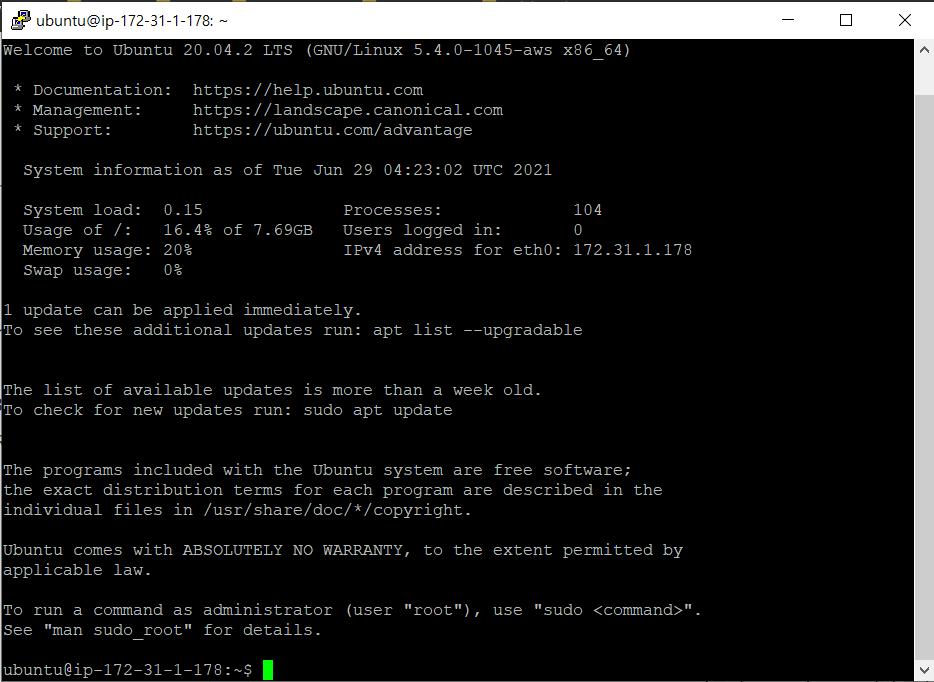 ubuntu@ip-172-31-1-178: ~
Welcome to Ubuntu 20.04.2 LTS (GNU/Linux 5.4.0-1045-aws x86_64)
* Documentation:  https://help.ubuntu.com
* Management:     https://landscape.canonical.com
* Support:        https://ubuntu.com/advantage
System information as of Tue Jun 29 04:23:02 UTC 2021
System load:  0.15              Processes:             104
Usage of /:   16.4% of 7.69GB   Users logged in:       0
Memory usage: 20%               IPv4 address for eth0: 172.31.1.178
Swap usage:   0%
1 update can be applied immediately.
To see these additional updates run: apt list --upgradable
The list of available updates is more than a week old.
To check for new updates run: sudo apt update
The programs included with the Ubuntu system are free software;
the exact distribution terms for each program are described in the
individual files in /usr/share/doc/*/copyright.
Ubuntu comes with ABSOLUTELY NO WARRANTY, to the extent permitted by
applicable law.
To run a command as administrator (user "root"), use "sudo <command>".
See "man sudo_root" for details.
ubuntu@ip-172-31-1-178:~$